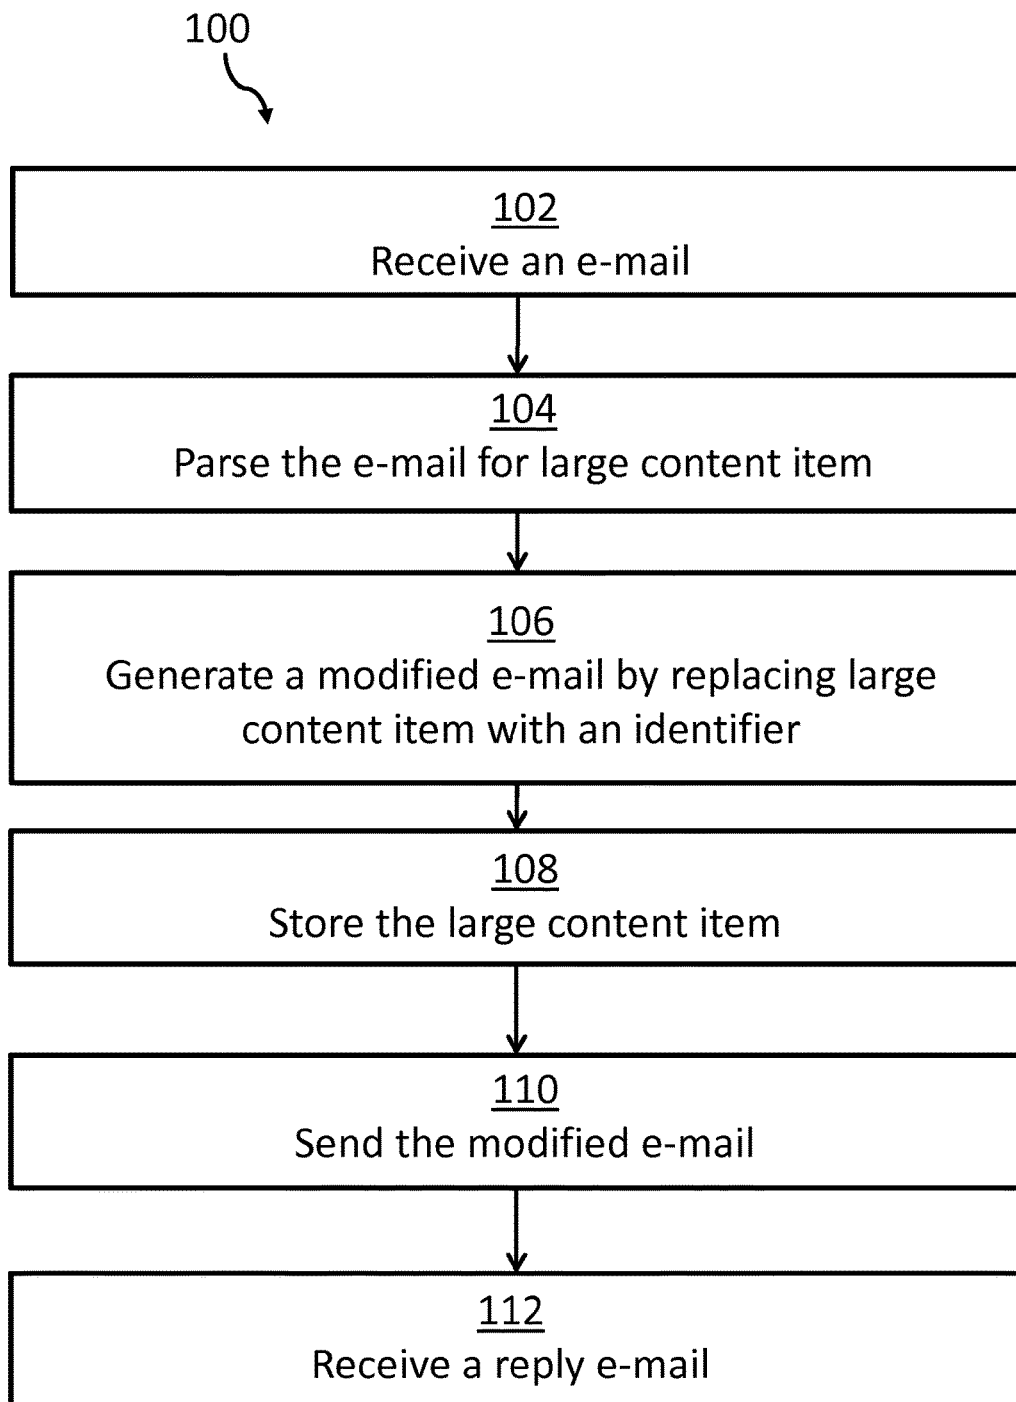 100
102
Receive an e-mail
104
Parse the e-mail for large content item
106
Generate a modified e-mail by replacing large
content item with an identifier
108
Store the large content item
110
Send the modified e-mail
112
Receive a reply e-mail